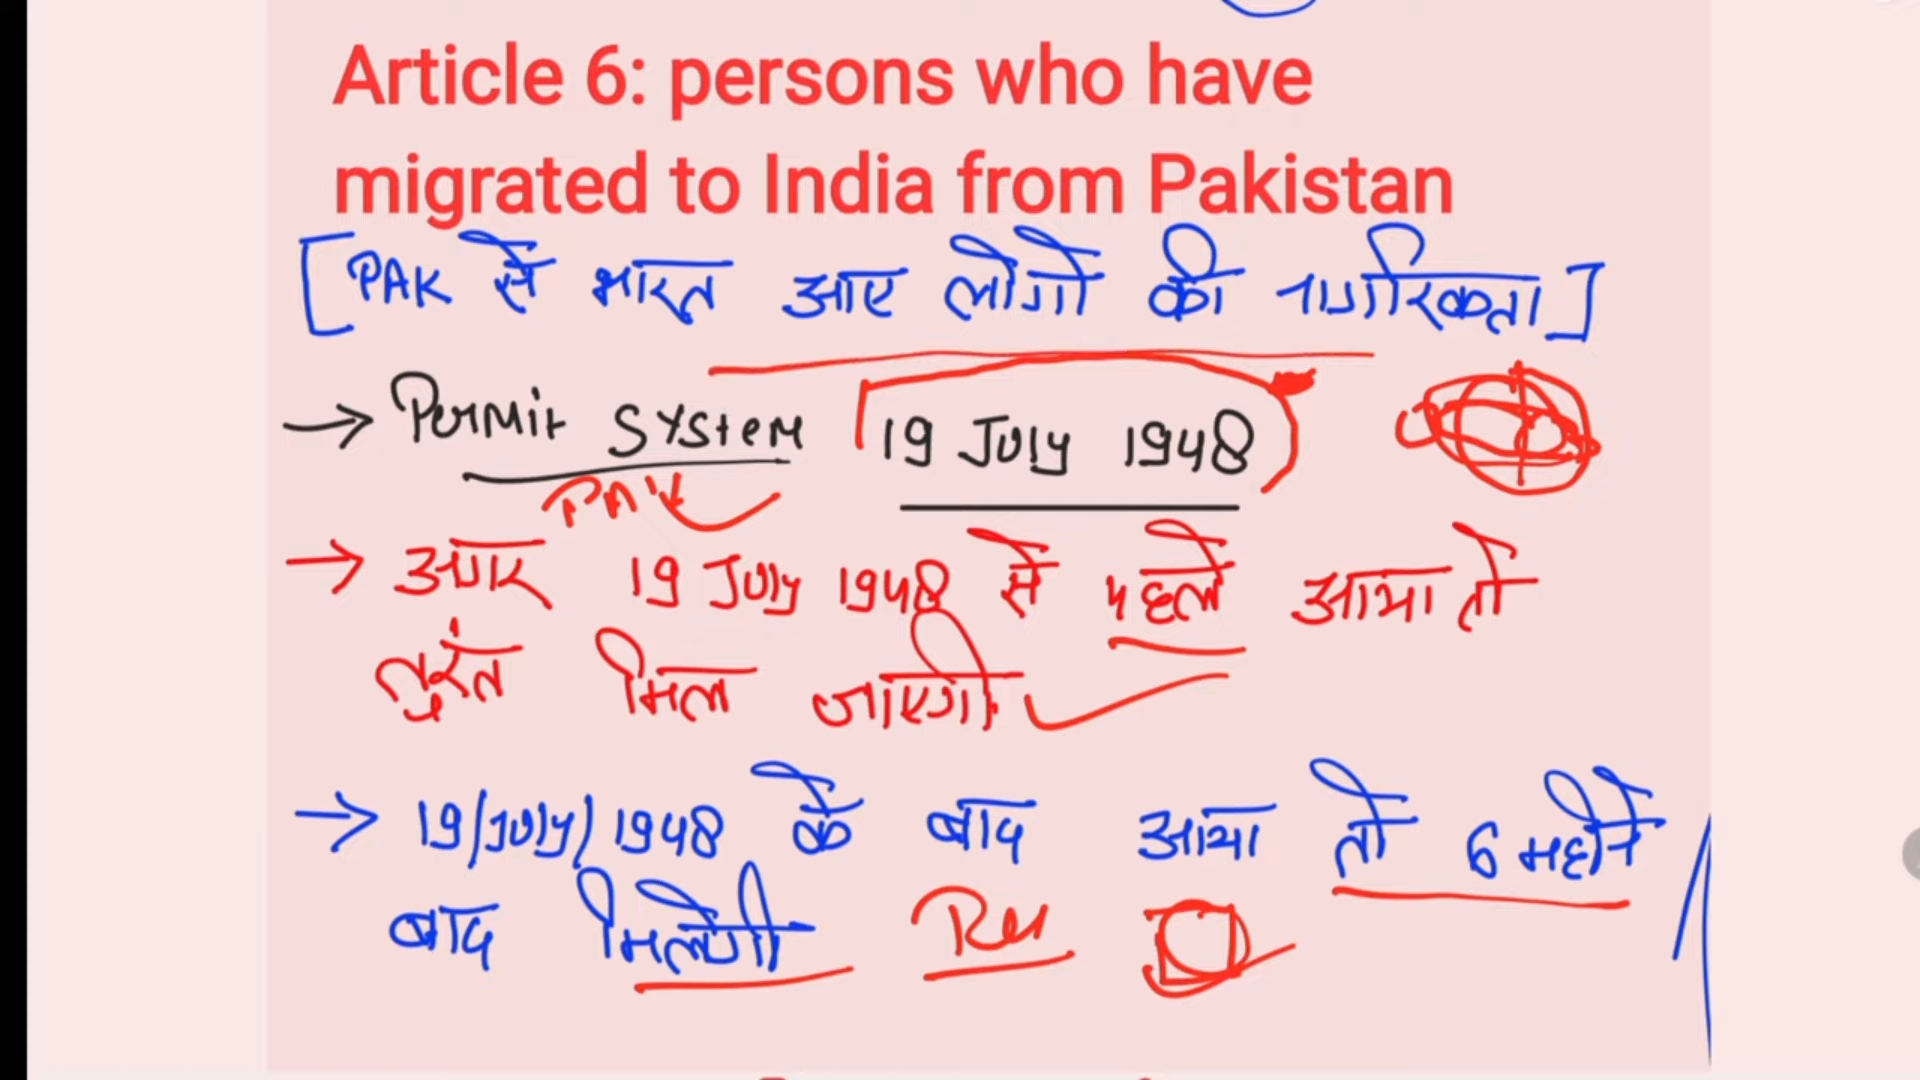 Article 6: persons who have
migrated to India from Pakistan
[PAK से भारत आए लोगों की नागरिकता]
→ Permit System 19 July 1948
PAK
→ अगर 19 July 1948 से पहले आया तो
तुरंत मिल जाएगी
→ 19/July/1948 के बाद आया तो 6 महीने
बाद मिलेगी